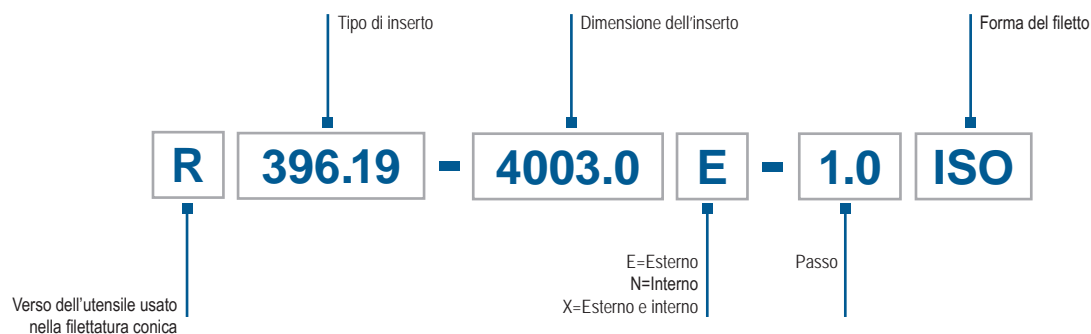 Tipo di inserto
Dimensione dell'inserto
Forma del filetto
R 396.19 - 4003.0 E - 1.0 ISO
E=Esterno
N=Interno
X=Esterno e interno
Passo
Verso dell'utensile usato
nella filettatura conica